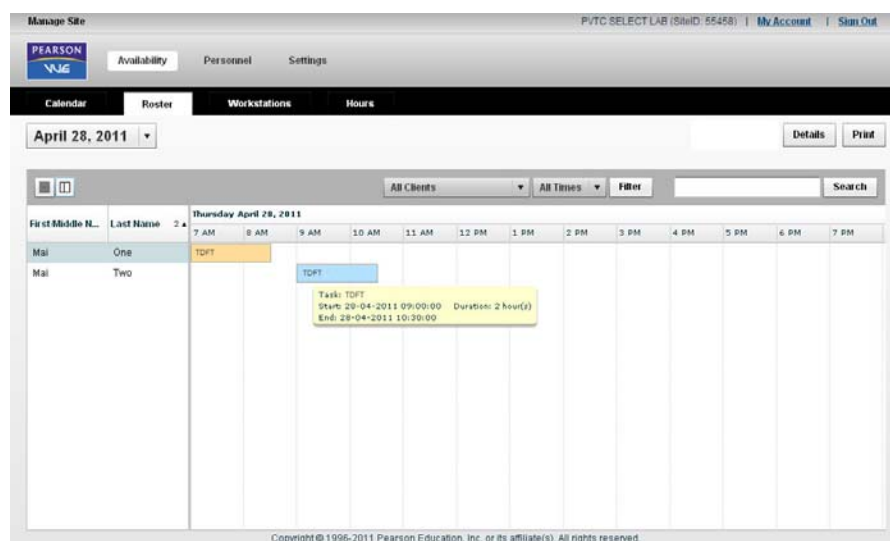 Manage Site PVTC SELECT LAB (SiteID: 55458) | My Account | Sign Out
PEARSON
VUE
Availability Personnel Settings
Calendar Roster Workstations Hours
April 28, 2011 Details Print
All Clients All Times Filter Search
Thursday April 28, 2011
First/Middle N... Last Name 2
7 AM 8 AM 9 AM 10 AM 11 AM 12 PM 1 PM 2 PM 3 PM 4 PM 5 PM 6 PM 7 PM
Mai One TDFT
Mai Two TDFT
Task: TDFT
Start: 28-04-2011 09:00:00 Duration: 2 hour(s)
End: 28-04-2011 10:30:00
Copyright © 1996-2011 Pearson Education, Inc. or its affiliate(s). All rights reserved.